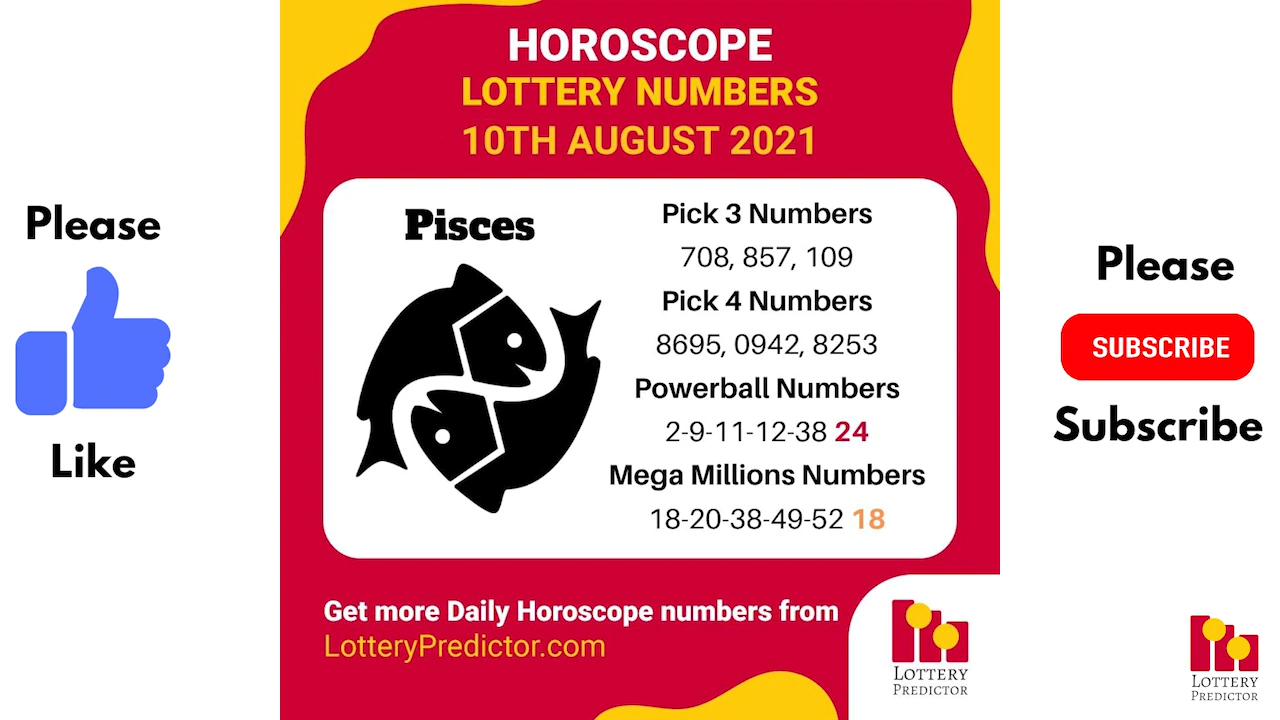 HOROSCOPE
LOTTERY NUMBERS
10TH AUGUST 2021
Please
Like
Pisces
Pick 3 Numbers
708, 857, 109
Pick 4 Numbers
8695, 0942, 8253
Powerball Numbers
2-9-11-12-38 24
Mega Millions Numbers
18-20-38-49-52 18
Please
SUBSCRIBE
Subscribe
Get more Daily Horoscope numbers from
LotteryPredictor.com
LOTTERY
PREDICTOR
LOTTERY
PREDICTOR